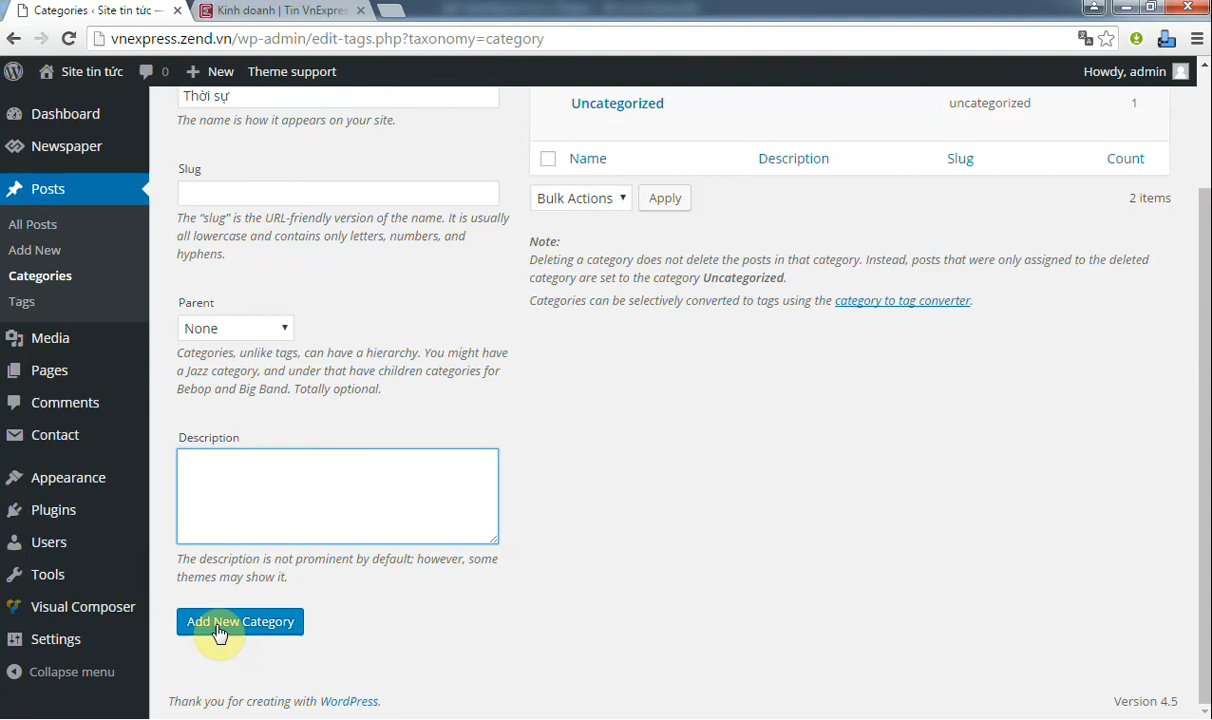 Categories ‹ Site tin tức —
Kinh doanh | Tin VnExpres
vnexpress.zend.vn/wp-admin/edit-tags.php?taxonomy=category
Site tin tức
0
New
Theme support
Howdy, admin
Dashboard
Newspaper
Posts
All Posts
Add New
Categories
Tags
Media
Pages
Comments
Contact
Appearance
Plugins
Users
Tools
Visual Composer
Settings
Collapse menu
Thời sự
The name is how it appears on your site.
Slug
The “slug” is the URL-friendly version of the name. It is usually
all lowercase and contains only letters, numbers, and
hyphens.
Parent
None
Categories, unlike tags, can have a hierarchy. You might have
a Jazz category, and under that have children categories for
Bebop and Big Band. Totally optional.
Description
The description is not prominent by default; however, some
themes may show it.
Add New Category
Uncategorized
uncategorized
1
Name
Description
Slug
Count
Bulk Actions
Apply
2 items
Note:
Deleting a category does not delete the posts in that category. Instead, posts that were only assigned to the deleted
category are set to the category Uncategorized.
Categories can be selectively converted to tags using the category to tag converter.
Thank you for creating with WordPress.
Version 4.5